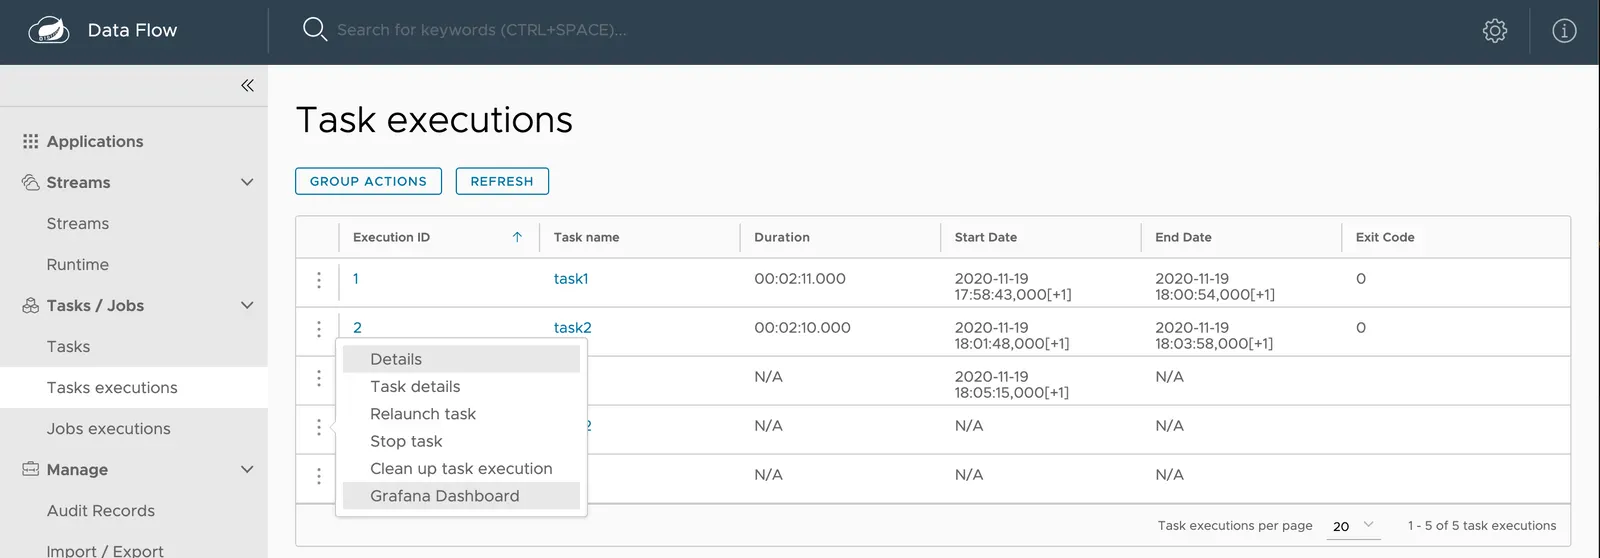 Data Flow
Search for keywords (CTRL+SPACE)...
Applications
Streams
Streams
Runtime
Tasks / Jobs
Tasks
Tasks executions
Jobs executions
Manage
Audit Records
Import / Export
Task executions
GROUP ACTIONS REFRESH
Execution ID Task name Duration Start Date End Date Exit Code
1 task1 00:02:11.000 2020-11-19 2020-11-19 0
17:58:43,000[+1] 18:00:54,000[+1]
2 task2 00:02:10.000 2020-11-19 2020-11-19 0
18:01:48,000[+1] 18:03:58,000[+1]
N/A 2020-11-19 N/A
18:05:15,000[+1]
2 N/A N/A N/A
N/A N/A N/A
Details
Task details
Relaunch task
Stop task
Clean up task execution
Grafana Dashboard
Task executions per page 20 1 - 5 of 5 task executions